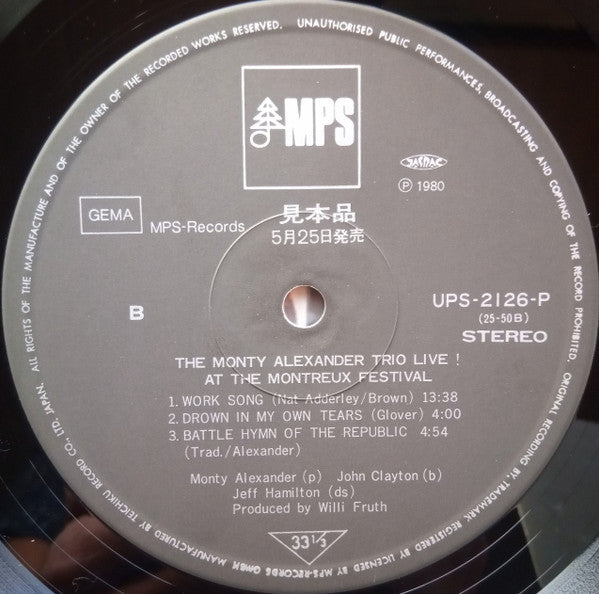 ALL RIGHTS OF THE MANUFACTURE AND OF THE OWNER OF THE RECORDED WORKS RESERVED. UNAUTHORISED PUBLIC PERFORMANCES, BROADCASTING AND COPYING OF THE RECORD PROHIBITED.
ORIGINAL RECORDING BY, TRADEMARK REGISTERED BY, LICENSED BY MPS-RECORDS GMBH MANUFACTURED BY TEICHIKU RECORD CO., LTD. JAPAN.
MPS
JASRAC
Ⓟ 1980
GEMA
MPS-Records
見本品
5月25日発売
B
UPS-2126-P
(25-50B)
STEREO
THE MONTY ALEXANDER TRIO LIVE !
AT THE MONTREUX FESTIVAL
1. WORK SONG (Nat Adderley/Brown) 13:38
2. DROWN IN MY OWN TEARS (Glover) 4:00
3. BATTLE HYMN OF THE REPUBLIC 4:54
(Trad./Alexander)
Monty Alexander (p) John Clayton (b)
Jeff Hamilton (ds)
Produced by Willi Fruth
33 1/3